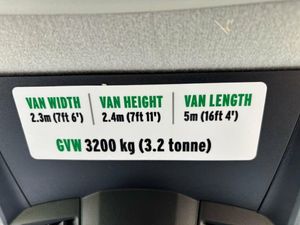 VAN WIDTH VAN HEIGHT VAN LENGTH
2.3m (7ft 6') 2.4m (7ft 11') 5m (16ft 4')
GVW 3200 kg (3.2 tonne)